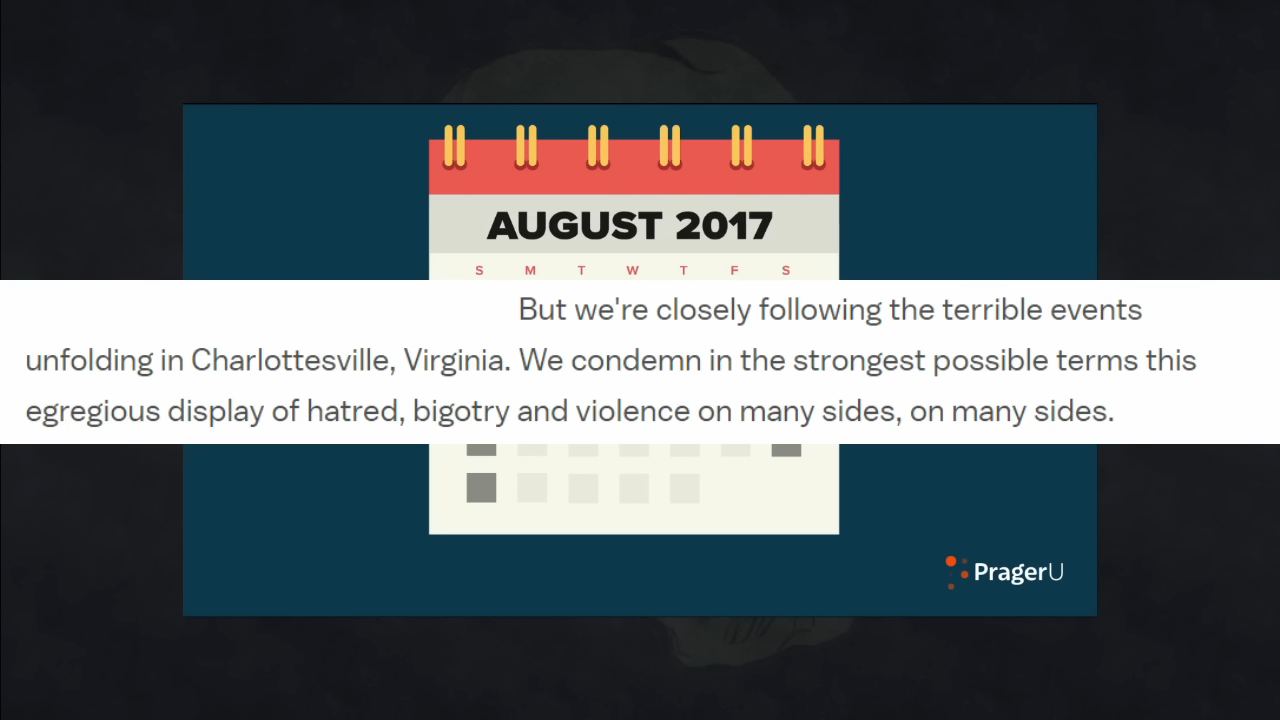 AUGUST 2017
S M T W T F S
But we're closely following the terrible events
unfolding in Charlottesville, Virginia. We condemn in the strongest possible terms this
egregious display of hatred, bigotry and violence on many sides, on many sides.
PragerU